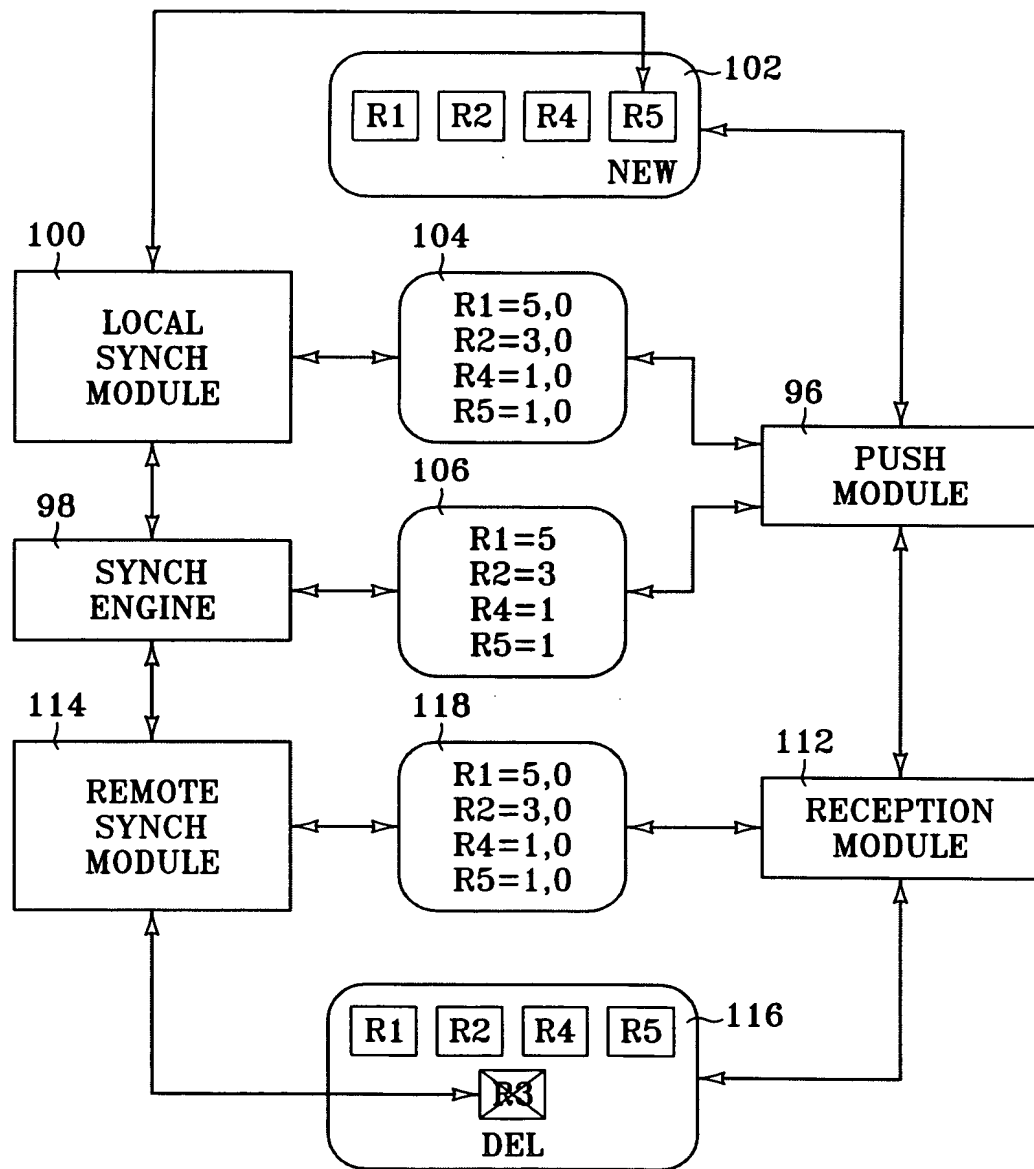 102
R1 R2 R4 R5
NEW
100
LOCAL
SYNCH
MODULE
104
R1=5,0
R2=3,0
R4=1,0
R5=1,0
96
PUSH
MODULE
98
SYNCH
ENGINE
106
R1=5
R2=3
R4=1
R5=1
114
REMOTE
SYNCH
MODULE
118
R1=5,0
R2=3,0
R4=1,0
R5=1,0
112
RECEPTION
MODULE
R1 R2 R4 R5
116
R3
DEL